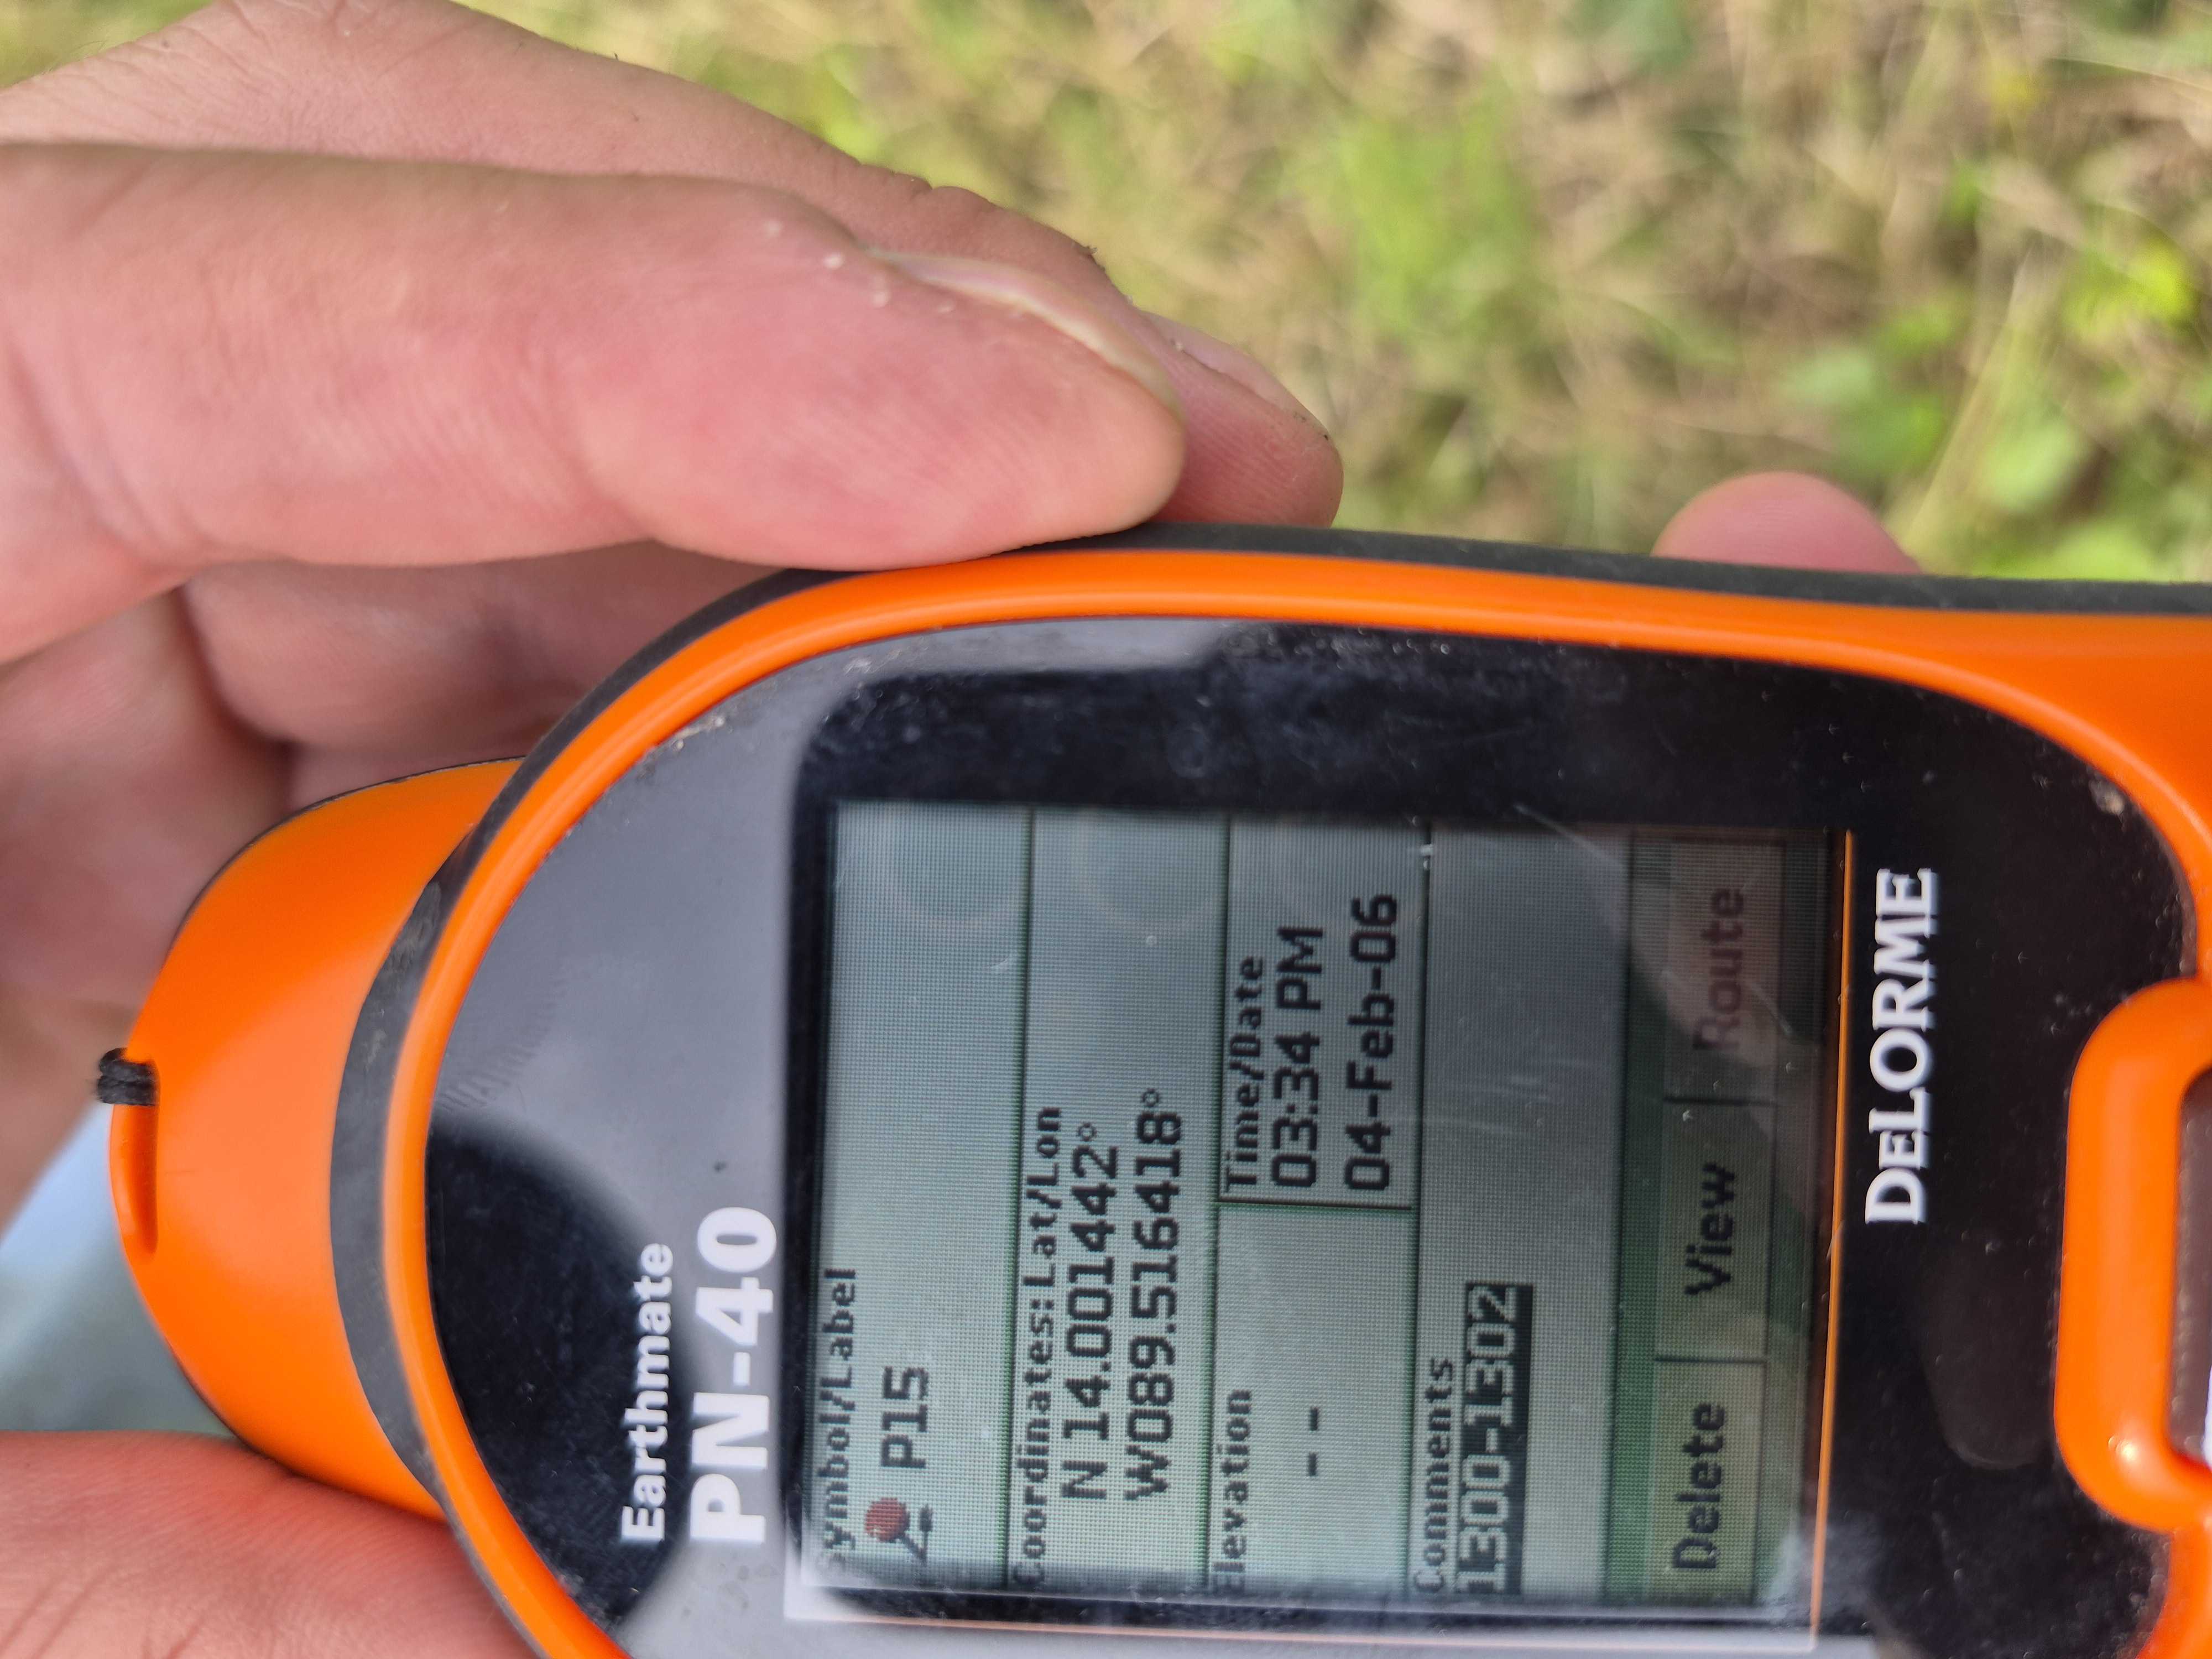 Earthmate
PN-40
Symbol/Label
P15
Coordinates: Lat/Lon
N 14.001442°
W089.516418°
Elevation
--
Time/Date
03:34 PM
04-Feb-06
Comments
1300-1302
Delete View Route
DELORME